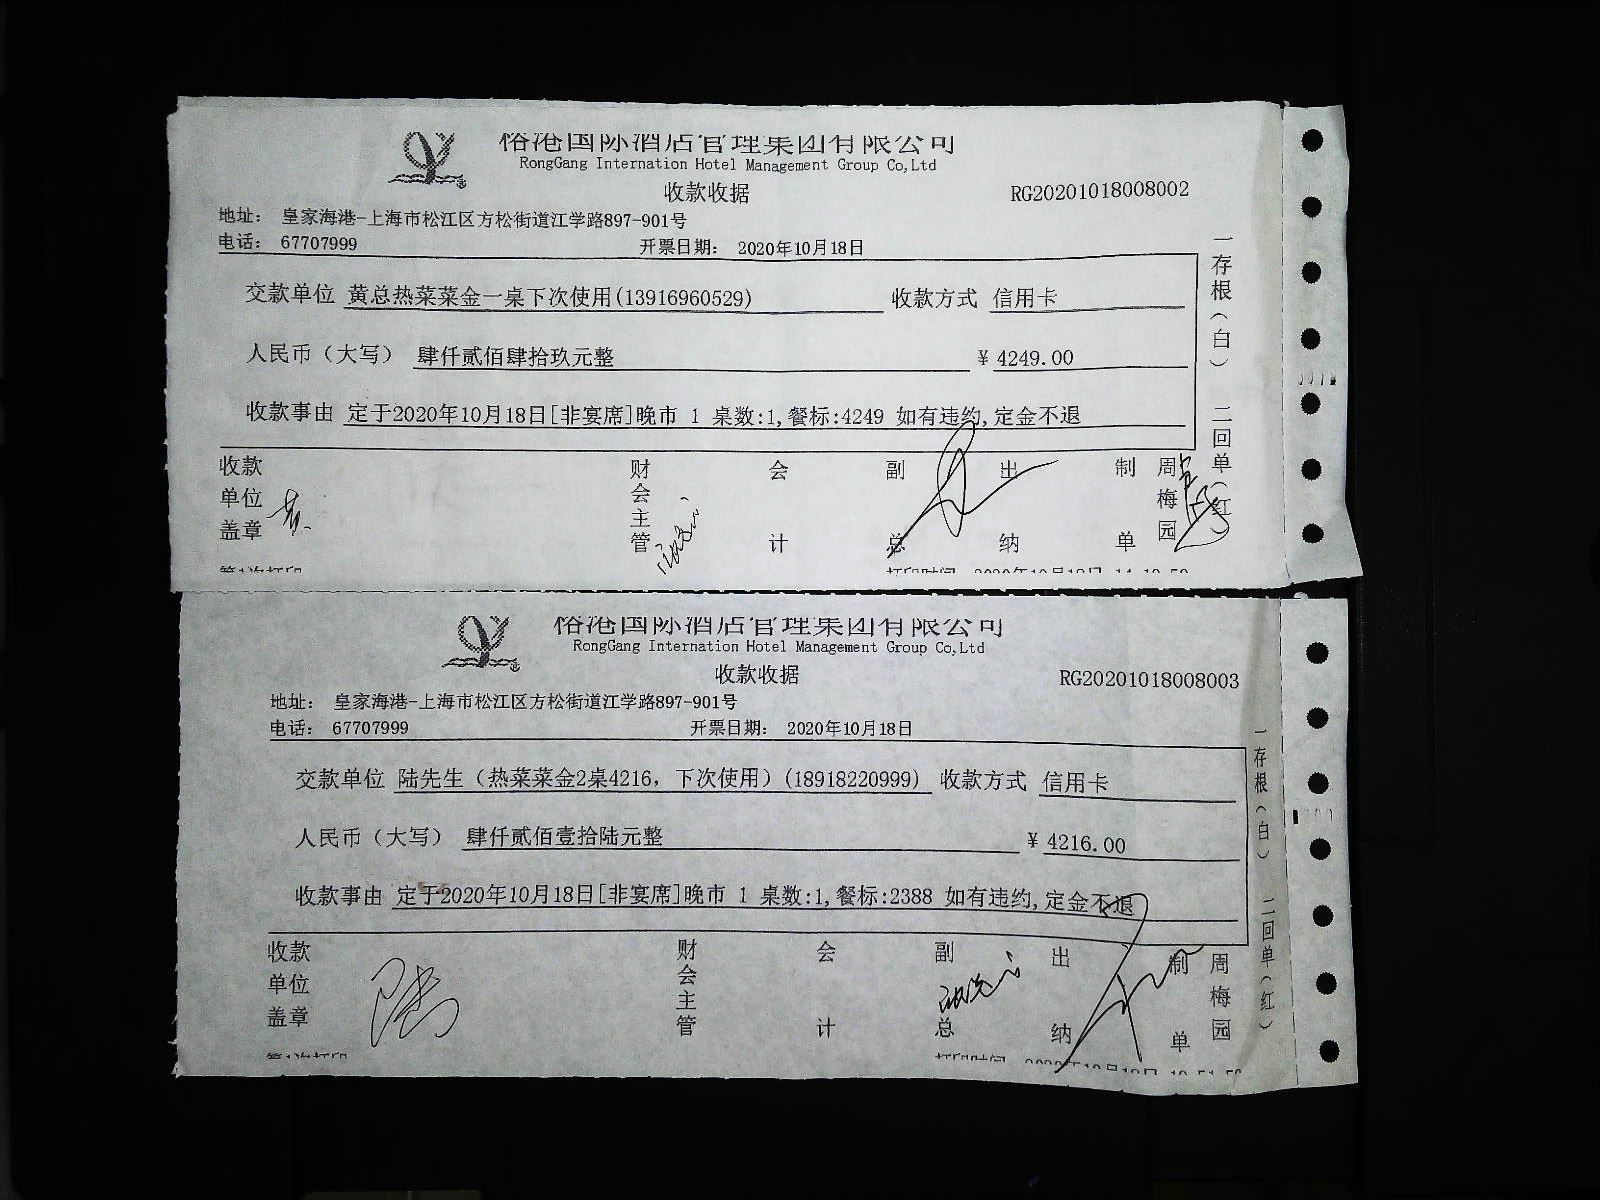 榕港国际酒店管理集团有限公司
RongGang Internation Hotel Management Group Co,Ltd
收款收据
RG20201018008002
地址： 皇家海港-上海市松江区方松街道江学路897-901号
电话： 67707999
开票日期： 2020年10月18日
交款单位 黄总热菜菜金一桌下次使用(13916960529) 收款方式 信用卡
人民币（大写） 肆仟贰佰肆拾玖元整 ¥ 4249.00
收款事由 定于2020年10月18日[非宴席]晚市 1 桌数:1,餐标:4249 如有违约,定金不退
一存根（白） 二回单（红）
收款单位盖章
财会主管
会计
副总
出纳
制单
周梅园
第1次打印
榕港国际酒店管理集团有限公司
RongGang Internation Hotel Management Group Co,Ltd
收款收据
RG20201018008003
地址： 皇家海港-上海市松江区方松街道江学路897-901号
电话： 67707999
开票日期： 2020年10月18日
交款单位 陆先生（热菜菜金2桌4216，下次使用）(18918220999) 收款方式 信用卡
人民币（大写） 肆仟贰佰壹拾陆元整 ¥ 4216.00
收款事由 定于2020年10月18日[非宴席]晚市 1 桌数:1,餐标:2388 如有违约,定金不退
一存根（白） 二回单（红）
收款单位盖章
陆
财会主管
会计
副总
出纳
制单
周梅园
第1次打印